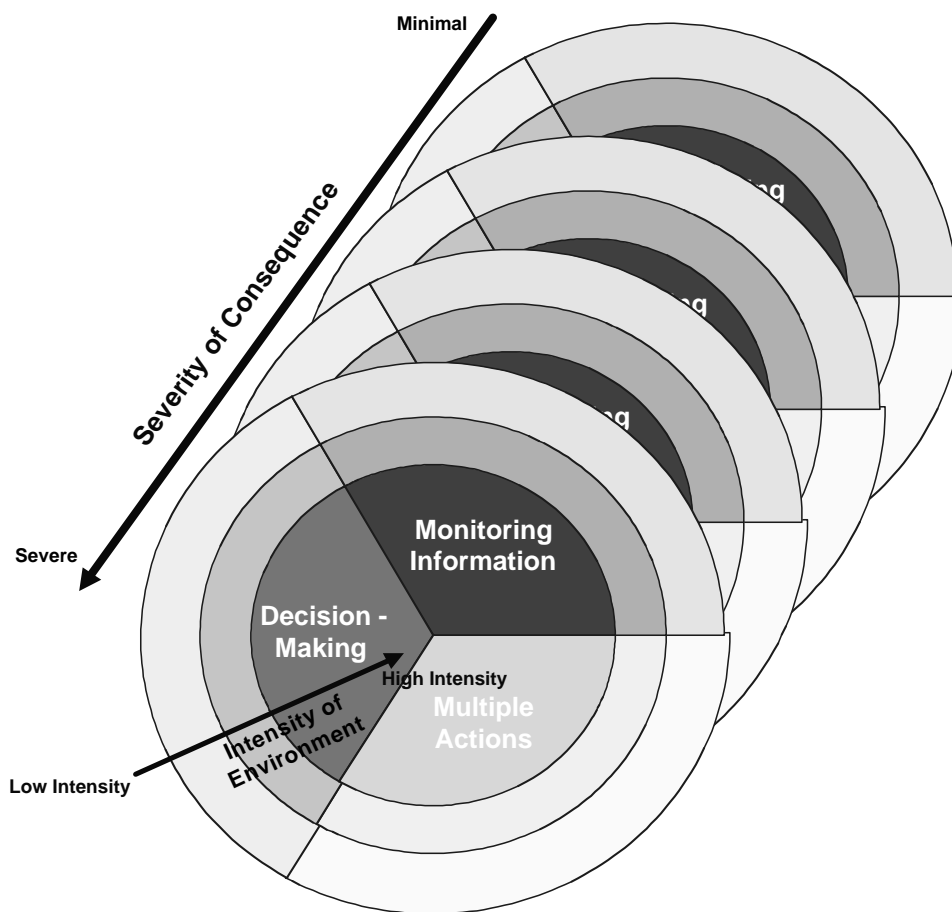 Minimal
Severity of Consequence
Severe
Monitoring
Information
Decision -
Making
High Intensity
Multiple
Actions
Intensity of
Environment
Low Intensity